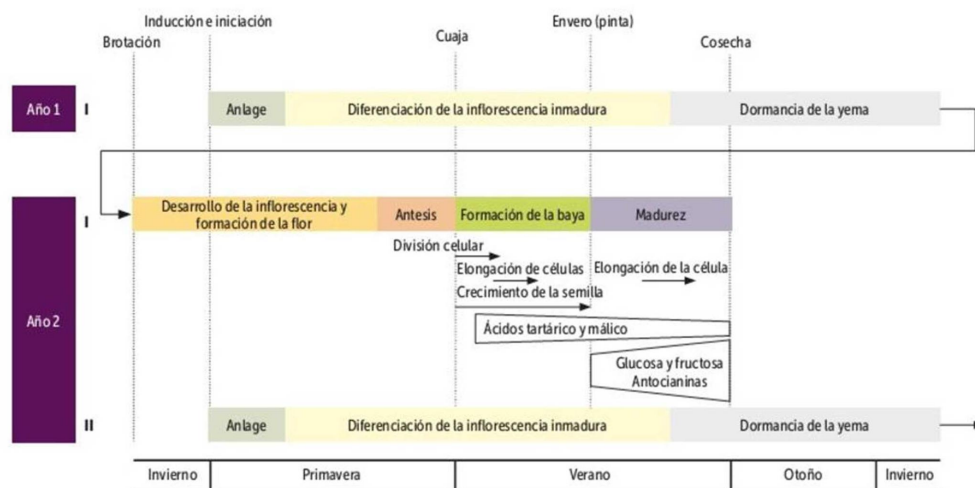 Inducción e iniciación
Envero (pinta)
Brotación
Cuaja
Cosecha
Año 1
I
Anlage
Diferenciación de la inflorescencia inmadura
Dormancia de la yema
Año 2
I
Desarrollo de la inflorescencia y
formación de la flor
Antesis
Formación de la baya
Madurez
División celular
Elongación de células
Elongación de la célula
Crecimiento de la semilla
Ácidos tartárico y málico
Glucosa y fructosa
Antocianinas
II
Anlage
Diferenciación de la inflorescencia inmadura
Dormancia de la yema
Invierno
Primavera
Verano
Otoño
Invierno